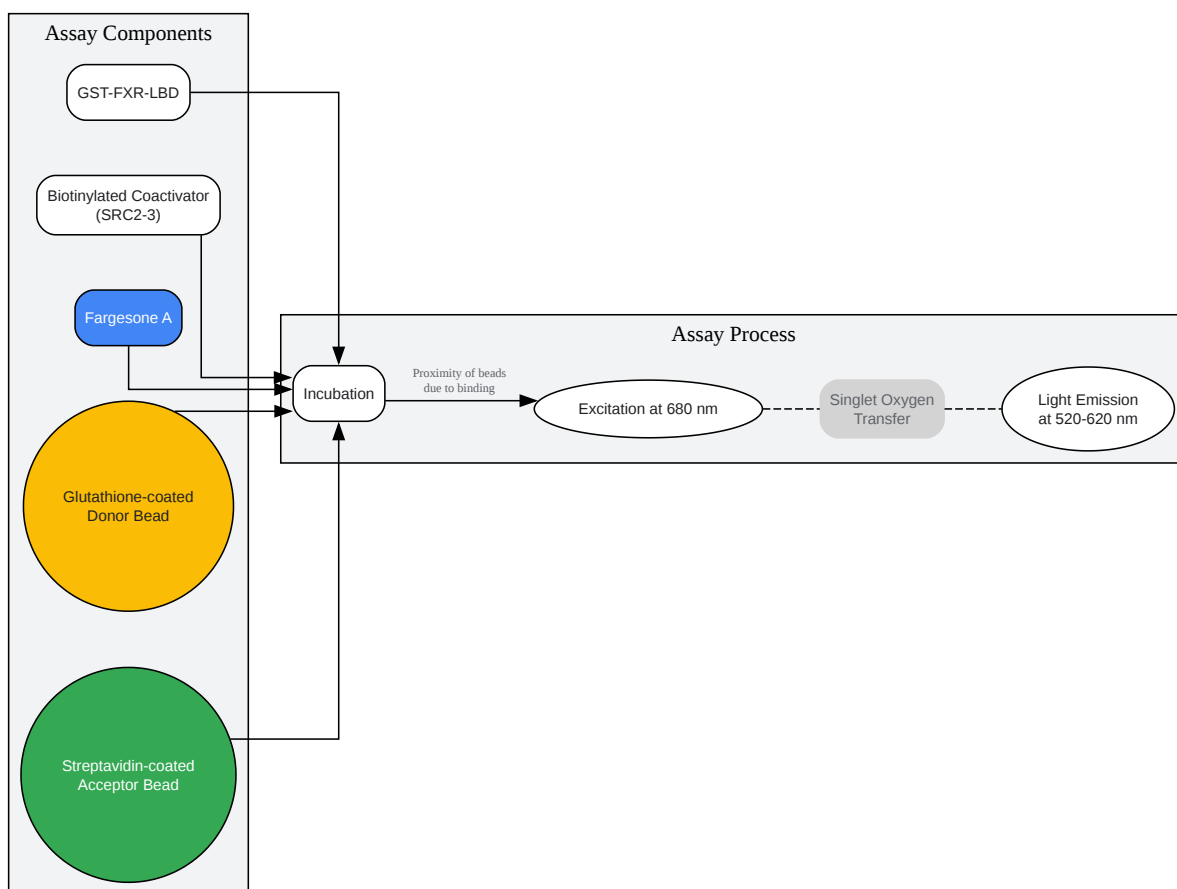 Assay Components
GST-FXR-LBD
Biotinylated Coactivator
(SRC2-3)
Fargesone A
Glutathione-coated
Donor Bead
Streptavidin-coated
Acceptor Bead
Assay Process
Incubation
Proximity of beads
due to binding
Excitation at 680 nm
Singlet Oxygen
Transfer
Light Emission
at 520-620 nm